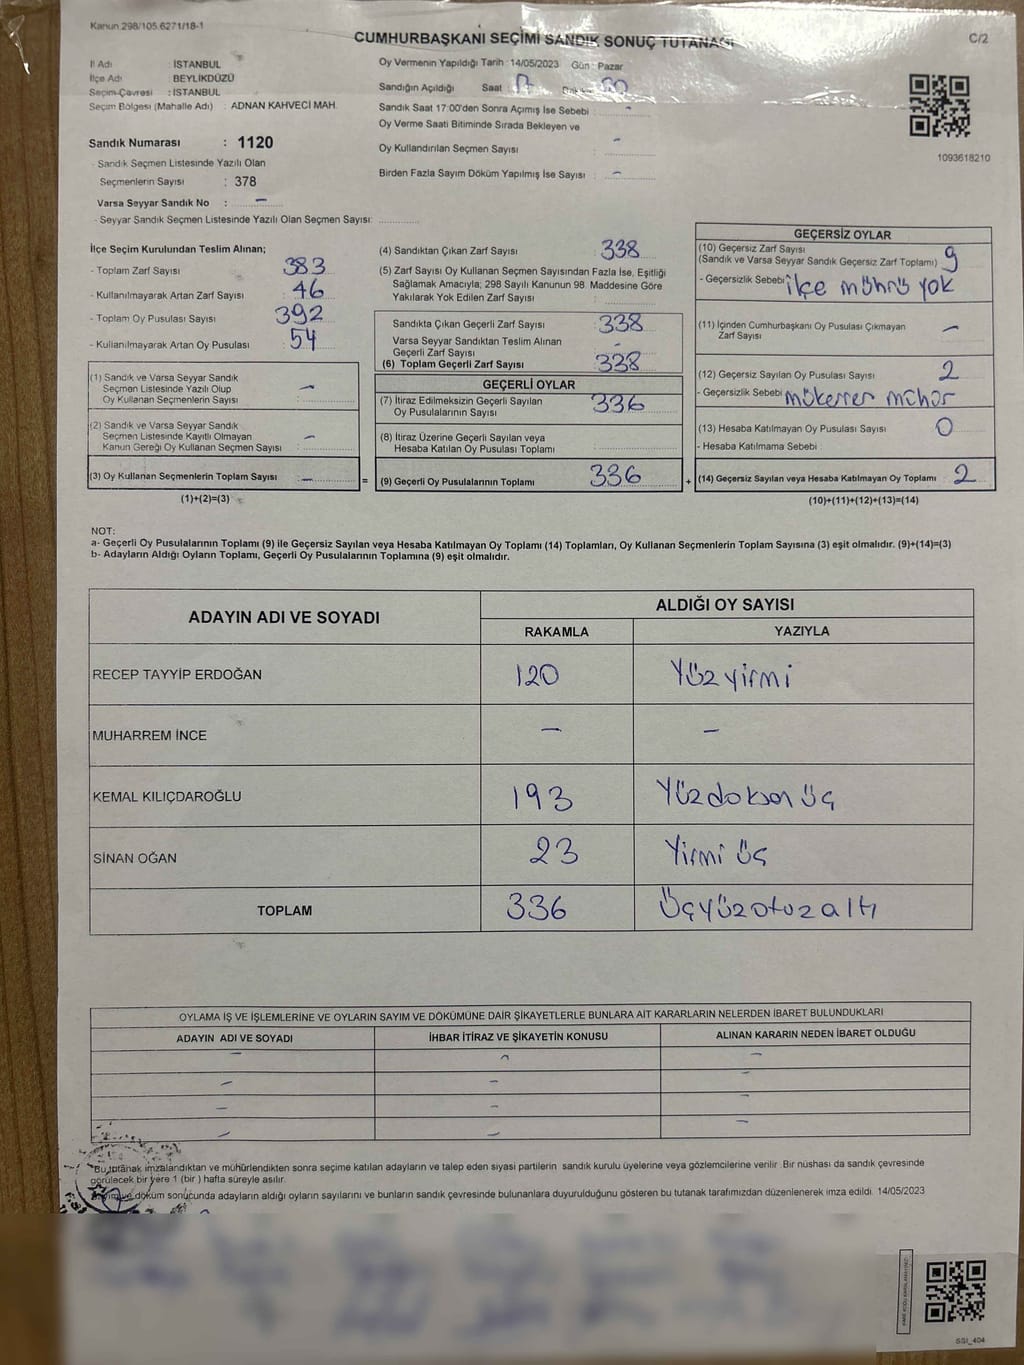 Kanun 298/105.6271/18-1
CUMHURBAŞKANI SEÇİMİ SANDIK SONUÇ TUTANAĞI
C/2
İl Adı : İSTANBUL
İlçe Adı : BEYLİKDÜZÜ
Seçim Çevresi : İSTANBUL
Seçim Bölgesi (Mahalle Adı) : ADNAN KAHVECİ MAH.
Oy Vermenin Yapıldığı Tarih : 14/05/2023 Gün : Pazar
Sandığın Açıldığı Saat : 17
Sandık Saat 17:00'den Sonra Açımış İse Sebebi : -
Oy Verme Saati Bitiminde Sırada Bekleyen ve
Oy Kullandırılan Seçmen Sayısı : -
Birden Fazla Sayım Döküm Yapılmış İse Sayısı : -
1093618210
Sandık Numarası : 1120
- Sandık Seçmen Listesinde Yazılı Olan
Seçmenlerin Sayısı : 378
Varsa Seyyar Sandık No : -
- Seyyar Sandık Seçmen Listesinde Yazılı Olan Seçmen Sayısı:
İlçe Seçim Kurulundan Teslim Alınan;
- Toplam Zarf Sayısı : 383
- Kullanılmayarak Artan Zarf Sayısı : 46
- Toplam Oy Pusulası Sayısı : 392
- Kullanılmayarak Artan Oy Pusulası : 54
(1) Sandık ve Varsa Seyyar Sandık
Seçmen Listesinde Yazılı Olup
Oy Kullanan Seçmenlerin Sayısı : -
(2) Sandık ve Varsa Seyyar Sandık
Seçmen Listesinde Kayıtlı Olmayan
Kanun Gereği Oy Kullanan Seçmen Sayısı : -
(3) Oy Kullanan Seçmenlerin Toplam Sayısı : -
(1)+(2)=(3)
=
(4) Sandıktan Çıkan Zarf Sayısı : 338
(5) Zarf Sayısı Oy Kullanan Seçmen Sayısından Fazla İse, Eşitliği
Sağlamak Amacıyla; 298 Sayılı Kanunun 98. Maddesine Göre
Yakılarak Yok Edilen Zarf Sayısı :
Sandıkta Çıkan Geçerli Zarf Sayısı : 338
Varsa Seyyar Sandıktan Teslim Alınan
Geçerli Zarf Sayısı : -
(6) Toplam Geçerli Zarf Sayısı : 338
GEÇERLİ OYLAR
(7) İtiraz Edilmeksizin Geçerli Sayılan
Oy Pusulalarının Sayısı : 336
(8) İtiraz Üzerine Geçerli Sayılan veya
Hesaba Katılan Oy Pusulası Toplamı :
(9) Geçerli Oy Pusulalarının Toplamı : 336
+
GEÇERSİZ OYLAR
(10) Geçersiz Zarf Sayısı
(Sandık ve Varsa Seyyar Sandık Geçersiz Zarf Toplamı) : 9
- Geçersizlik Sebebi : ilçe mührü yok
(11) İçinden Cumhurbaşkanı Oy Pusulası Çıkmayan
Zarf Sayısı : -
(12) Geçersiz Sayılan Oy Pusulası Sayısı : 2
- Geçersizlik Sebebi : mükerrer mühür
(13) Hesaba Katılmayan Oy Pusulası Sayısı : 0
- Hesaba Katılmama Sebebi :
(14) Geçersiz Sayılan veya Hesaba Katılmayan Oy Toplamı : 2
(10)+(11)+(12)+(13)=(14)
NOT:
a- Geçerli Oy Pusulalarının Toplamı (9) ile Geçersiz Sayılan veya Hesaba Katılmayan Oy Toplamı (14) Toplamları, Oy Kullanan Seçmenlerin Toplam Sayısına (3) eşit olmalıdır. (9)+(14)=(3)
b- Adayların Aldığı Oyların Toplamı, Geçerli Oy Pusulalarının Toplamına (9) eşit olmalıdır.
ADAYIN ADI VE SOYADI
ALDIĞI OY SAYISI
RAKAMLA YAZIYLA
RECEP TAYYİP ERDOĞAN 120 Yüzyirmi
MUHARREM İNCE - -
KEMAL KILIÇDAROĞLU 193 Yüzdoksan üç
SİNAN OĞAN 23 Yirmi üç
TOPLAM 336 Üçyüzotuzaltı
OYLAMA İŞ VE İŞLEMLERİNE VE OYLARIN SAYIM VE DÖKÜMÜNE DAİR ŞİKAYETLERLE BUNLARA AİT KARARLARIN NELERDEN İBARET BULUNDUKLARI
ADAYIN ADI VE SOYADI İHBAR İTİRAZ VE ŞİKAYETİN KONUSU ALINAN KARARIN NEDEN İBARET OLDUĞU
- - -
- - -
- - -
- - -
Bu tutanak imzalandıktan ve mühürlendikten sonra seçime katılan adayların ve talep eden siyasi partilerin sandık kurulu üyelerine veya gözlemcilerine verilir. Bir nüshası da sandık çevresinde
görülecek bir yere 1 (bir) hafta süreyle asılır.
Sayım ve döküm sonucunda adayların aldığı oyların sayılarını ve bunların sandık çevresinde bulunanlara duyurulduğunu gösteren bu tutanak tarafımızdan düzenlenerek imza edildi. 14/05/2023
SSI_404